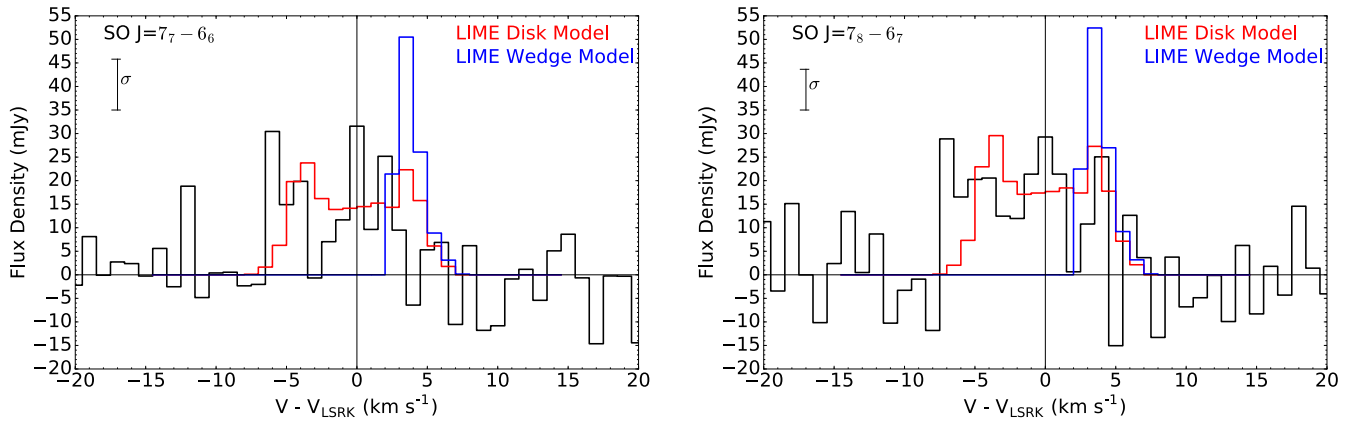 SO J=7₇ − 6₆
LIME Disk Model
LIME Wedge Model
σ
Flux Density (mJy)
55
50
45
40
35
30
25
20
15
10
5
0
−5
−10
−15
−20
−20 −15 −10 −5 0 5 10 15 20
V - V_LSRK (km s⁻¹)
SO J=7₈ − 6₇
LIME Disk Model
LIME Wedge Model
σ
Flux Density (mJy)
55
50
45
40
35
30
25
20
15
10
5
0
−5
−10
−15
−20
−20 −15 −10 −5 0 5 10 15 20
V - V_LSRK (km s⁻¹)